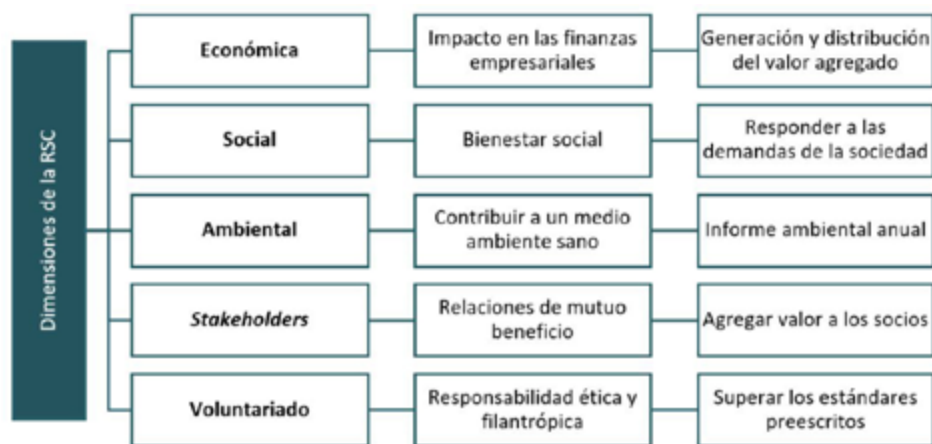 Dimensiones de la RSC
Económica
Impacto en las finanzas
empresariales
Generación y distribución
del valor agregado
Social
Bienestar social
Responder a las
demandas de la sociedad
Ambiental
Contribuir a un medio
ambiente sano
Informe ambiental anual
Stakeholders
Relaciones de mutuo
beneficio
Agregar valor a los socios
Voluntariado
Responsabilidad ética y
filantrópica
Superar los estándares
preescritos